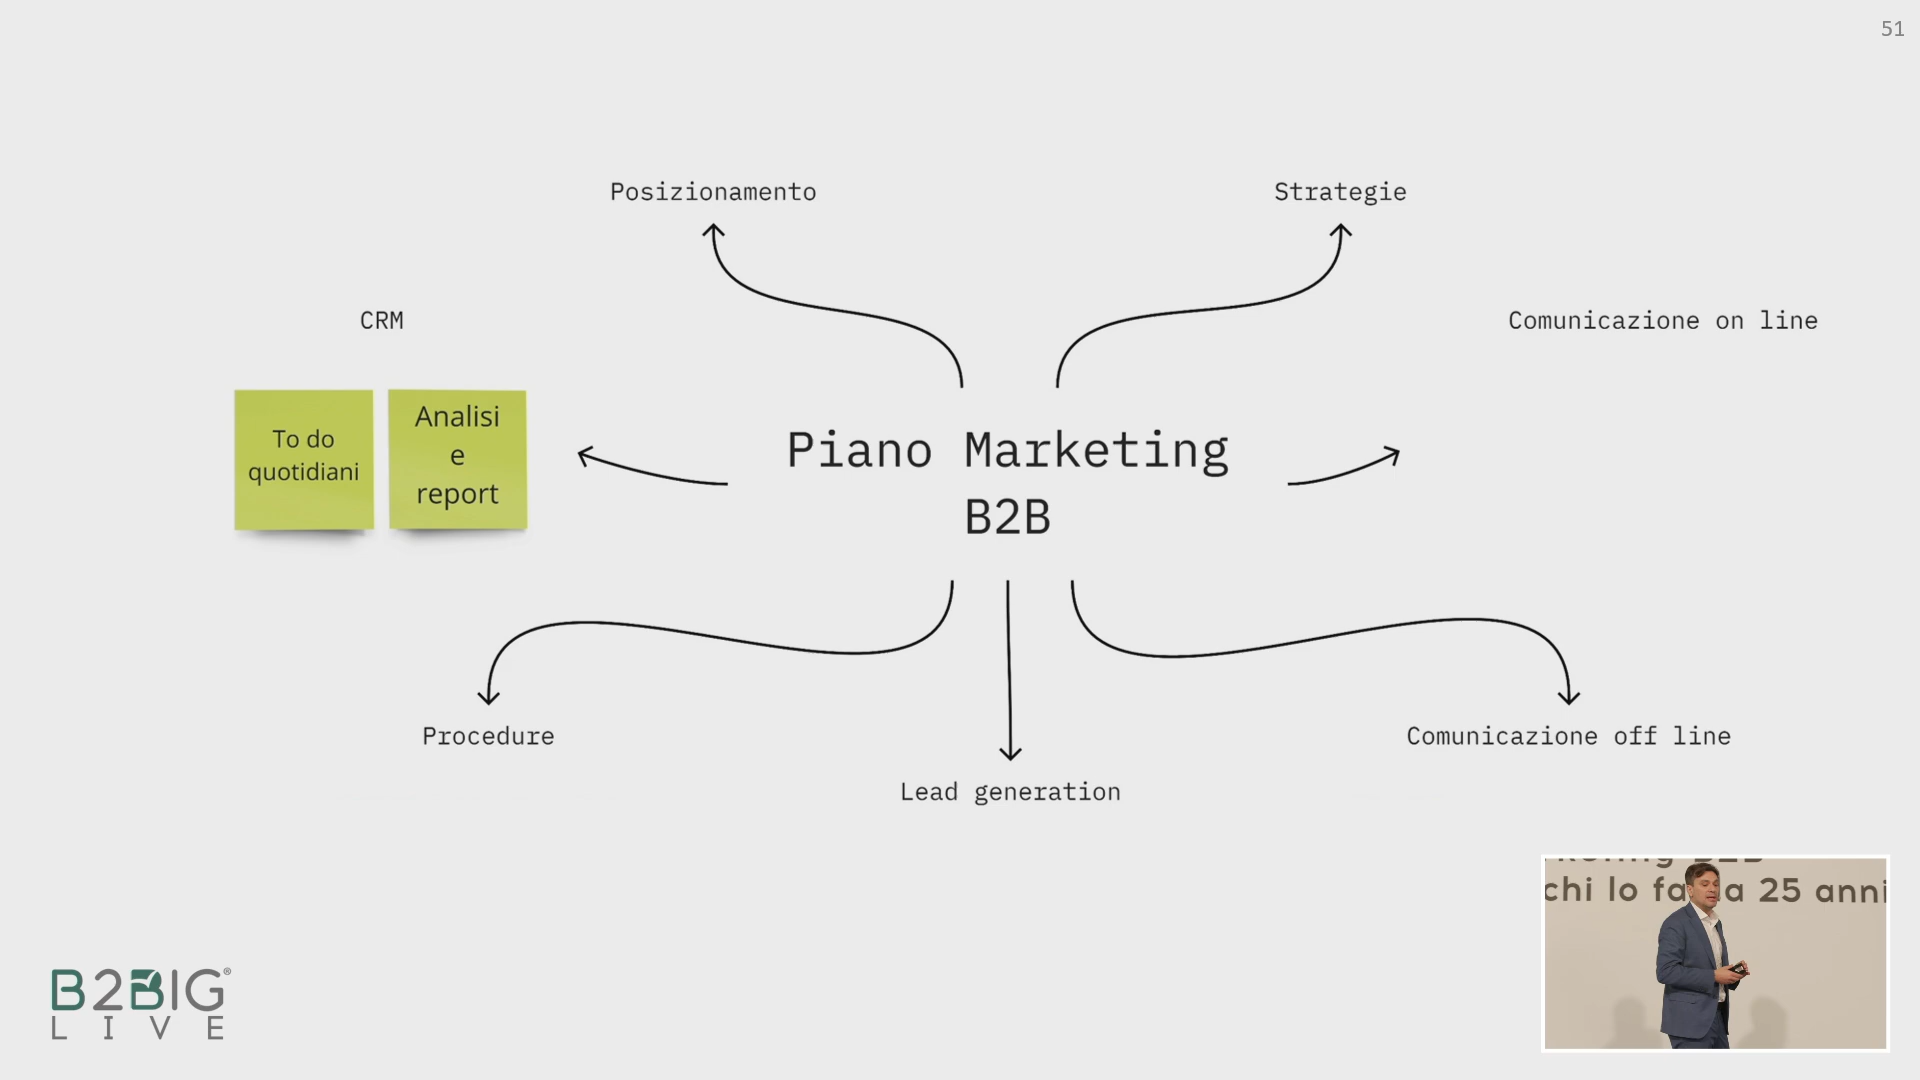 51
Posizionamento
Strategie
CRM
Comunicazione on line
To do
quotidiani
Analisi
e
report
Piano Marketing
B2B
Procedure
Comunicazione off line
Lead generation
chi lo fa da 25 anni
B2BIG®
LIVE